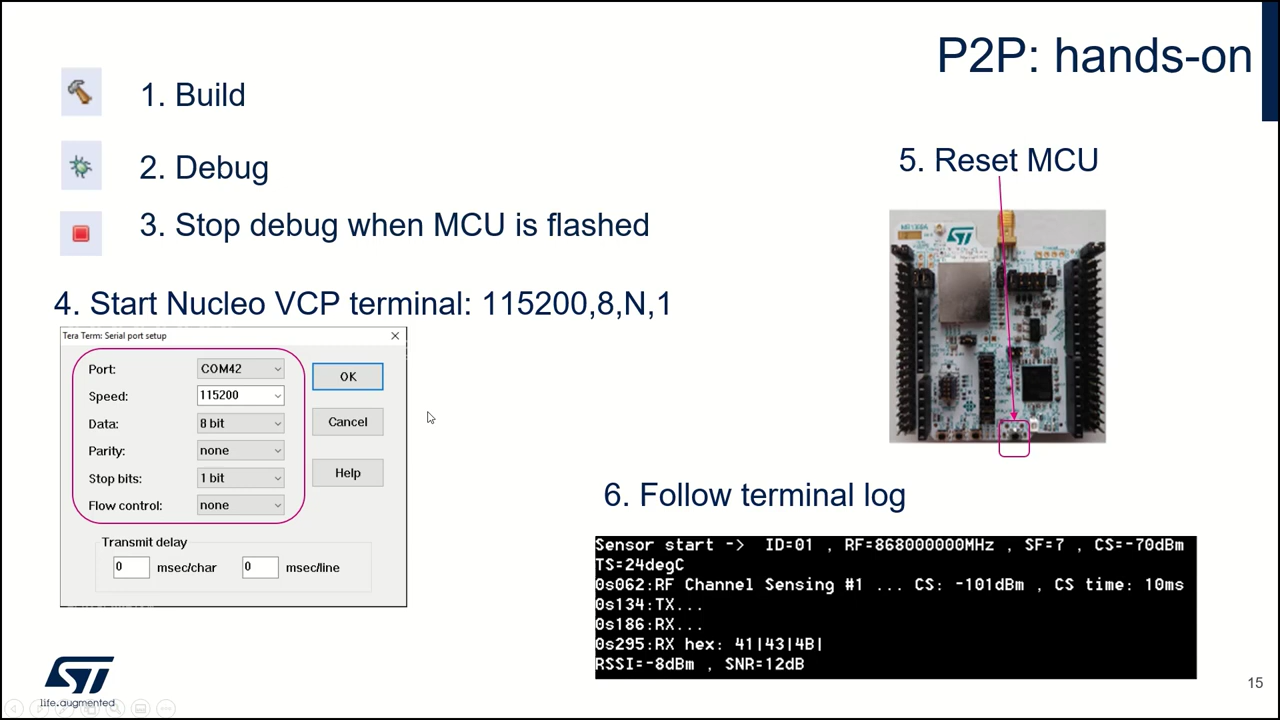 P2P: hands-on
1. Build
2. Debug
3. Stop debug when MCU is flashed
4. Start Nucleo VCP terminal: 115200,8,N,1
Tera Term: Serial port setup
Port:
COM42
OK
Speed:
115200
Data:
8 bit
Cancel
Parity:
none
Stop bits:
1 bit
Help
Flow control:
none
Transmit delay
0
msec/char
0
msec/line
5. Reset MCU
ST
6. Follow terminal log
Sensor start -> ID=01 , RF=868000000MHz , SF=7 , CS=-70dBm
TS=24degC
0s062:RF Channel Sensing #1 ... CS: -101dBm , CS time: 10ms
0s134:TX...
0s186:RX...
0s295:RX hex: 41|43|4B|
RSSI=-8dBm , SNR=12dB
ST
life.augmented
15